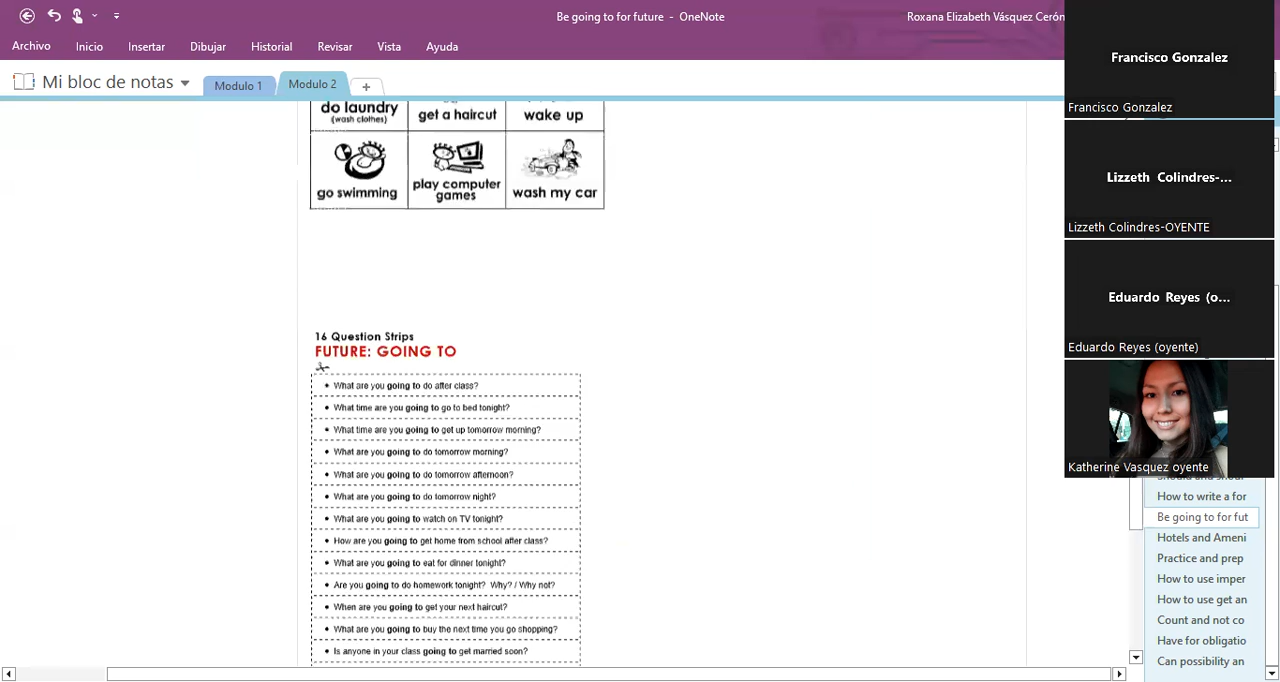 Be going to for future - OneNote
Roxana Elizabeth Vásquez Cerón
Archivo Inicio Insertar Dibujar Historial Revisar Vista Ayuda
Mi bloc de notas Modulo 1 Modulo 2 +
do laundry
(wash clothes)
get a haircut
wake up
go swimming
play computer
games
wash my car
16 Question Strips
FUTURE: GOING TO
• What are you going to do after class?
• What time are you going to go to bed tonight?
• What time are you going to get up tomorrow morning?
• What are you going to do tomorrow morning?
• What are you going to do tomorrow afternoon?
• What are you going to do tomorrow night?
• What are you going to watch on TV tonight?
• How are you going to get home from school after class?
• What are you going to eat for dinner tonight?
• Are you going to do homework tonight? Why? / Why not?
• When are you going to get your next haircut?
• What are you going to buy the next time you go shopping?
• Is anyone in your class going to get married soon?
Francisco Gonzalez
Francisco Gonzalez
Lizzeth Colindres-...
Lizzeth Colindres-OYENTE
Eduardo Reyes (o...
Eduardo Reyes (oyente)
Katherine Vasquez oyente
How to write a for
Be going to for fut
Hotels and Ameni
Practice and prep
How to use imper
How to use get an
Count and not co
Have for obligatio
Can possibility an